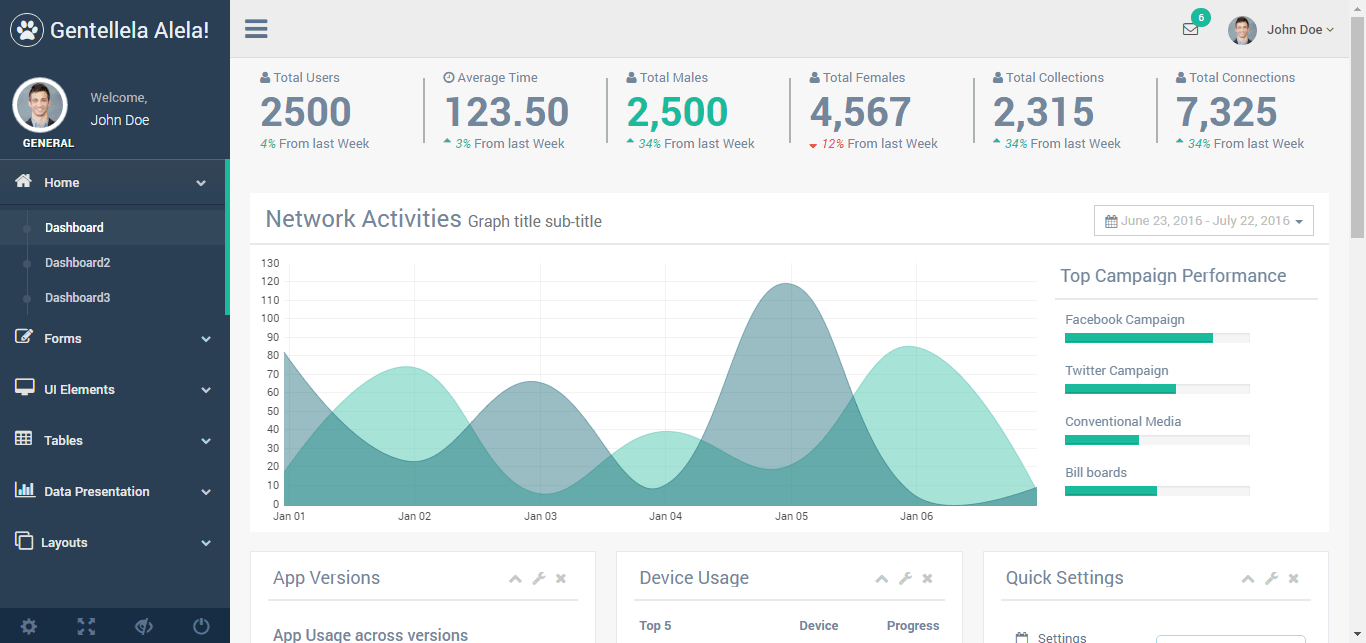 Gentellela Alela!
Welcome,
John Doe
GENERAL
Home
Dashboard
Dashboard2
Dashboard3
Forms
UI Elements
Tables
Data Presentation
Layouts
6
John Doe
Total Users
2500
4% From last Week
Average Time
123.50
3% From last Week
Total Males
2,500
34% From last Week
Total Females
4,567
12% From last Week
Total Collections
2,315
34% From last Week
Total Connections
7,325
34% From last Week
Network Activities Graph title sub-title
June 23, 2016 - July 22, 2016
130
120
110
100
90
80
70
60
50
40
30
20
10
0
Jan 01 Jan 02 Jan 03 Jan 04 Jan 05 Jan 06
Top Campaign Performance
Facebook Campaign
Twitter Campaign
Conventional Media
Bill boards
App Versions
App Usage across versions
Device Usage
Top 5 Device Progress
Quick Settings
Settings